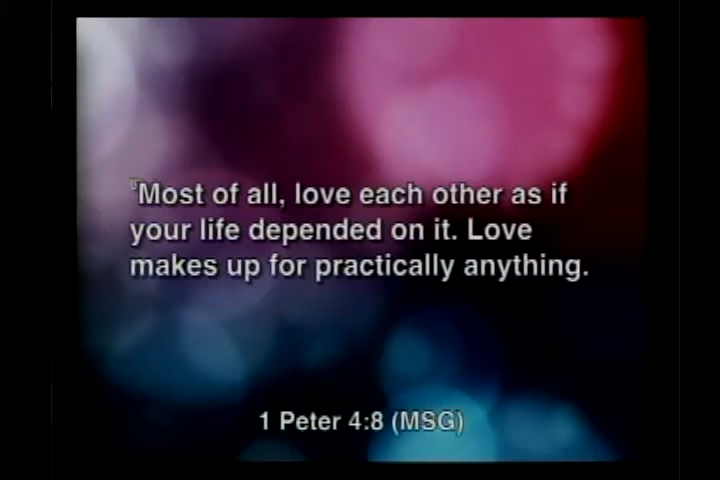 ⁸Most of all, love each other as if
your life depended on it. Love
makes up for practically anything.
1 Peter 4:8 (MSG)